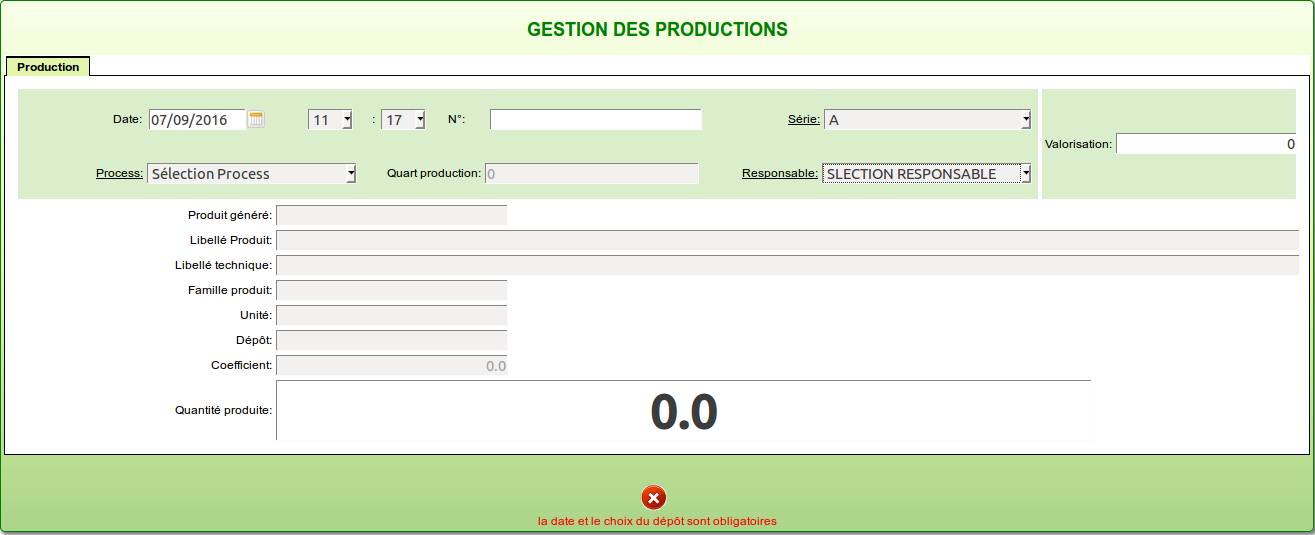 GESTION DES PRODUCTIONS
Production
Date: 07/09/2016 11 : 17 N°: Série: A
Valorisation: 0
Process: Sélection Process Quart production: 0 Responsable: SLECTION RESPONSABLE
Produit généré:
Libellé Produit:
Libellé technique:
Famille produit:
Unité:
Dépôt:
Coefficient: 0.0
Quantité produite: 0.0
la date et le choix du dépôt sont obligatoires